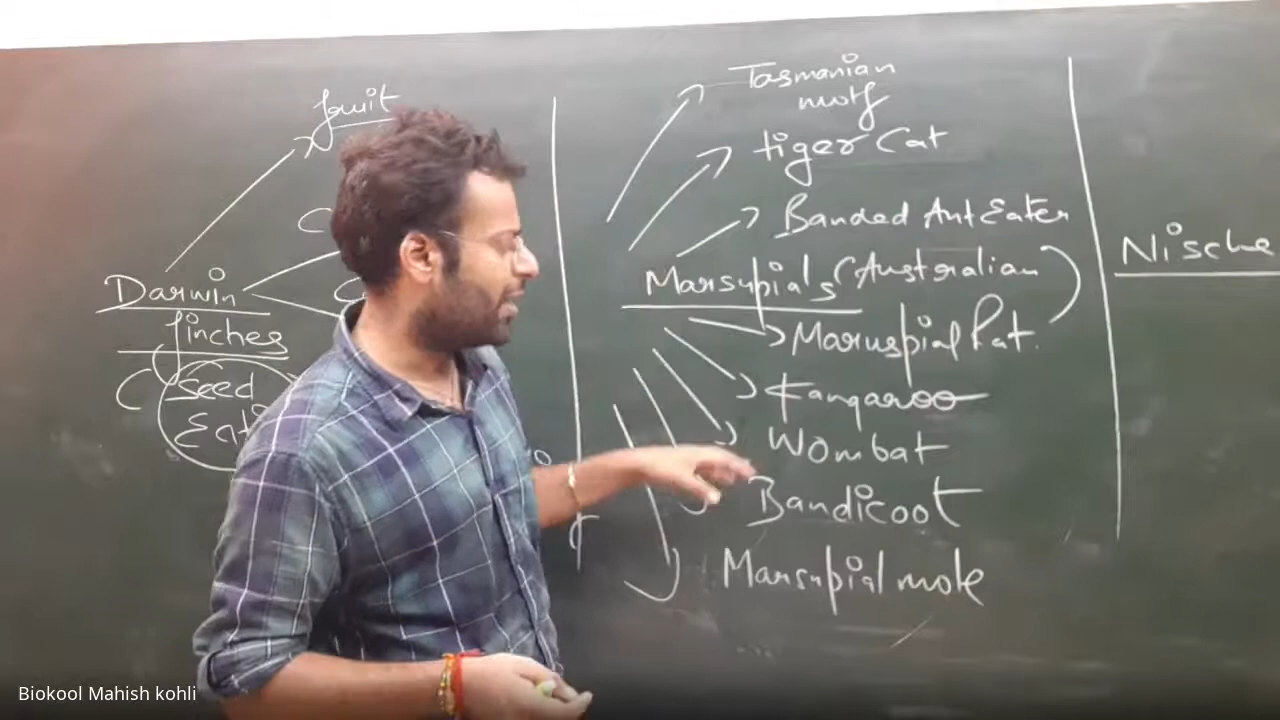 fruit
Darwin
finches
Seed
Tasmanian
wolf
tiger Cat
Banded Ant Eater
Marsupials (Australian)
Maruspial Rat.
Kangaroo
Wombat
Bandicoot
Marsupial mole
Nische
Biokool Mahish kohli